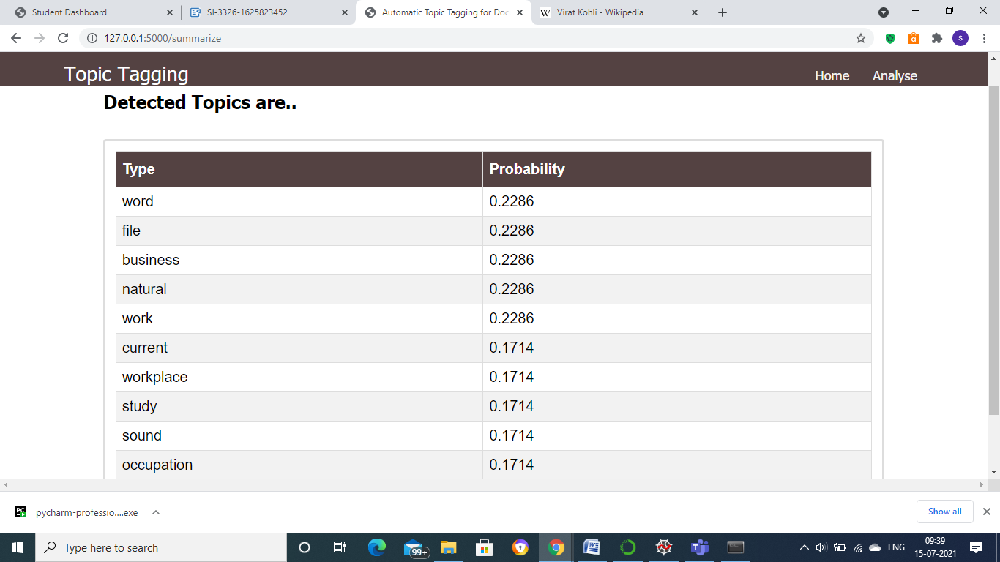 Student Dashboard
SI-3326-1625823452
Automatic Topic Tagging for Doc
W Virat Kohli - Wikipedia
127.0.0.1:5000/summarize
a
S
Topic Tagging
Home Analyse
Detected Topics are..
Type Probability
word 0.2286
file 0.2286
business 0.2286
natural 0.2286
work 0.2286
current 0.1714
workplace 0.1714
study 0.1714
sound 0.1714
occupation 0.1714
PC pycharm-professio....exe
Show all
Type here to search
99+
ENG
09:39
15-07-2021